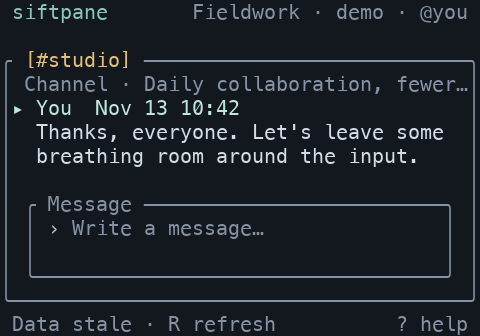 siftpane Fieldwork · demo · @you
[#studio]
Channel · Daily collaboration, fewer…
▸ You Nov 13 10:42
Thanks, everyone. Let's leave some
breathing room around the input.
Message
› Write a message…
Data stale · R refresh ? help